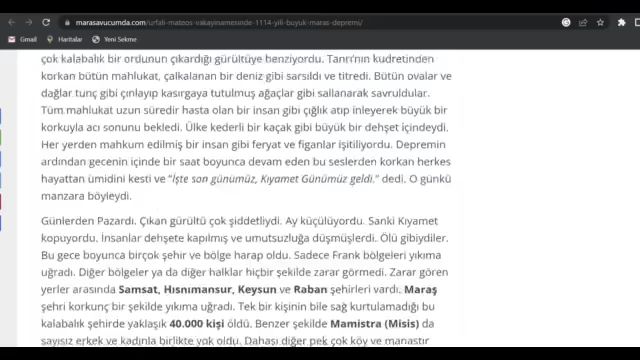 marasavucumda.com/urfali-mateos-vakayinamesinde-1114-yili-buyuk-maras-depremi/
Gmail Haritalar Yeni Sekme
çok kalabalık bir ordunun çıkardığı gürültüye benziyordu. Tanrı'nın kudretinden
korkan bütün mahlukat, çalkalanan bir deniz gibi sarsıldı ve titredi. Bütün ovalar ve
dağlar tunç gibi çınlayıp kasırgaya tutulmuş ağaçlar gibi sallanarak savruldular.
Tüm mahlukat uzun süredir hasta olan bir insan gibi çığlık atıp inleyerek büyük bir
korkuyla acı sonunu bekledi. Ülke kederli bir kaçak gibi büyük bir dehşet içindeydi.
Her yerden mahkum edilmiş bir insan gibi feryat ve figanlar işitiliyordu. Depremin
ardından gecenin içinde bir saat boyunca devam eden bu seslerden korkan herkes
hayattan ümidini kesti ve “İşte son günümüz, Kıyamet Günümüz geldi.” dedi. O günkü
manzara böyleydi.
Günlerden Pazardı. Çıkan gürültü çok şiddetliydi. Ay küçülüyordu. Sanki Kıyamet
kopuyordu. İnsanlar dehşete kapılmış ve umutsuzluğa düşmüşlerdi. Ölü gibiydiler.
Bu gece boyunca birçok şehir ve bölge harap oldu. Sadece Frank bölgeleri yıkıma
uğradı. Diğer bölgeler ya da diğer halklar hiçbir şekilde zarar görmedi. Zarar gören
yerler arasında Samsat, Hısnımansur, Keysun ve Raban şehirleri vardı. Maraş
şehri korkunç bir şekilde yıkıma uğradı. Tek bir kişinin bile sağ kurtulamadığı bu
kalabalık şehirde yaklaşık 40.000 kişi öldü. Benzer şekilde Mamistra (Misis) da
sayısız erkek ve kadınla birlikte yok oldu. Dahası diğer pek çok köy ve manastır